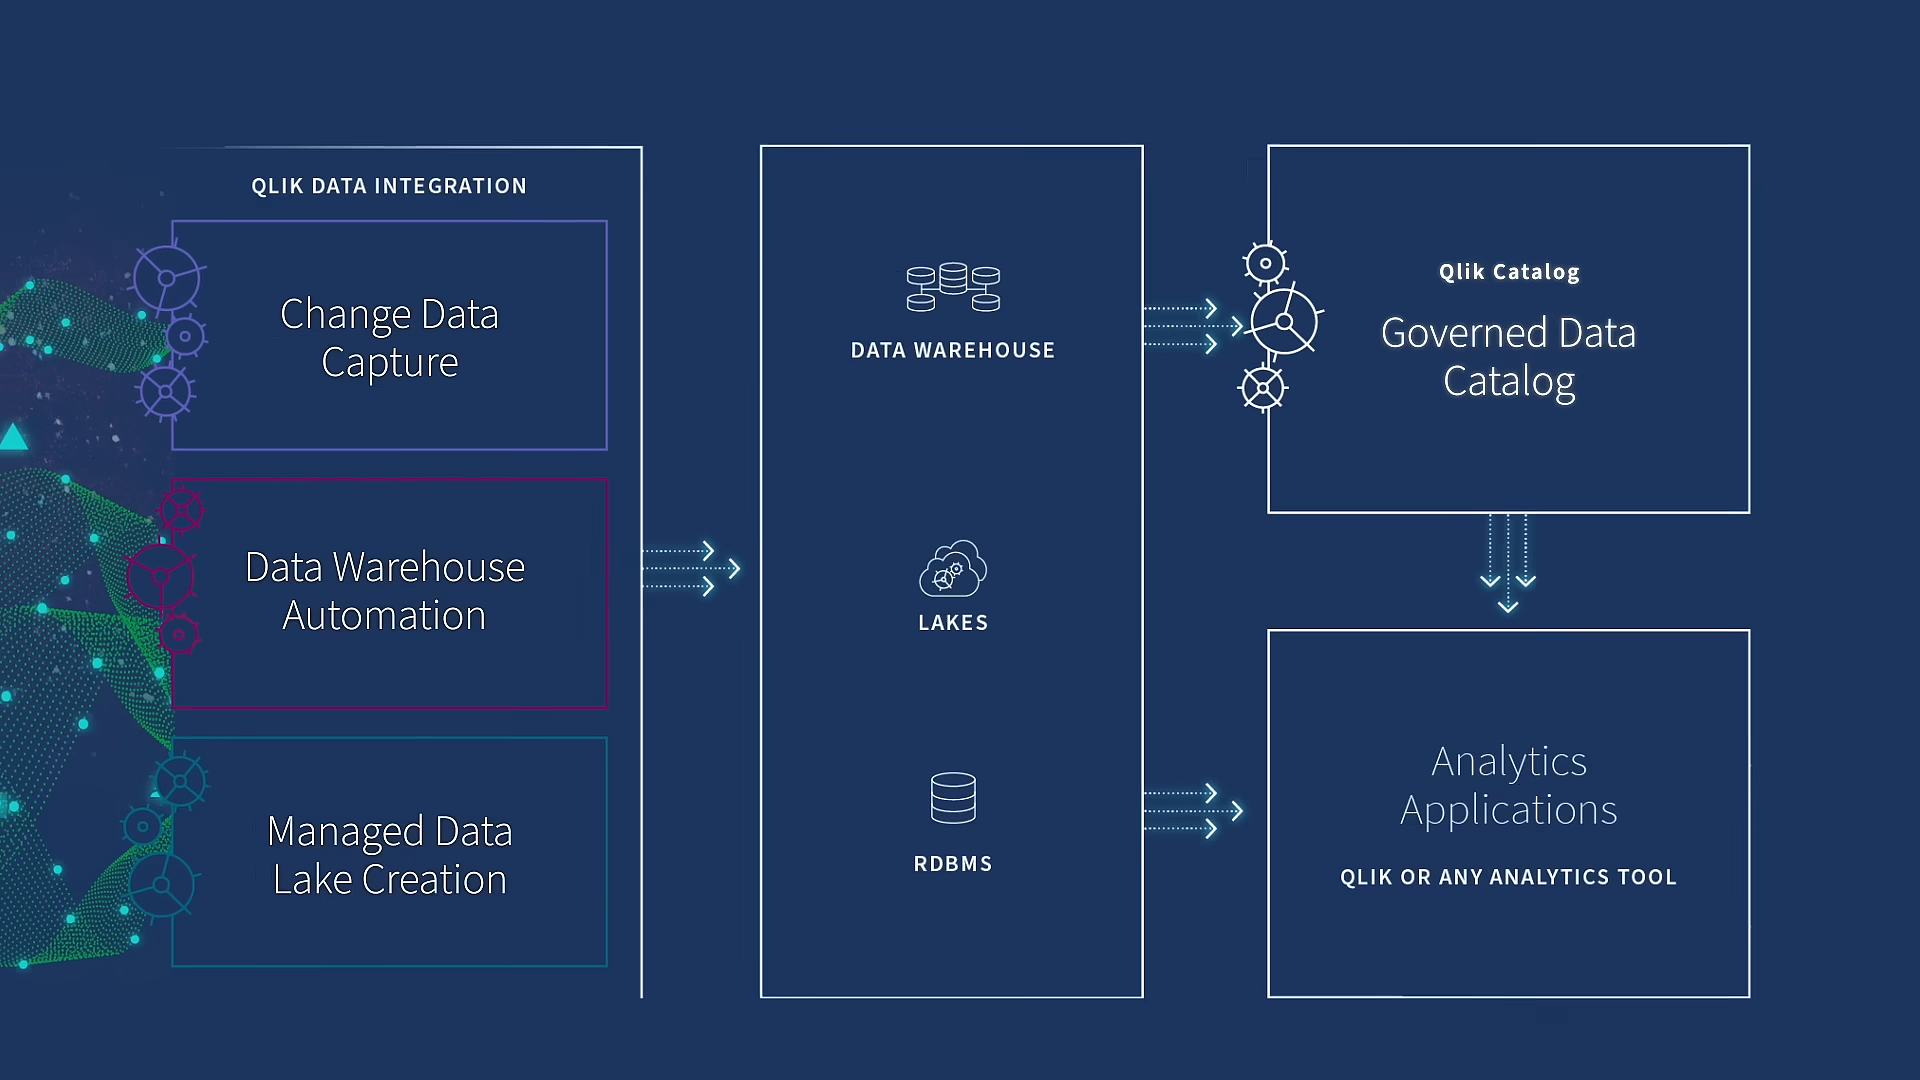 QLIK DATA INTEGRATION
Change Data
Capture
Data Warehouse
Automation
Managed Data
Lake Creation
DATA WAREHOUSE
LAKES
RDBMS
Qlik Catalog
Governed Data
Catalog
Analytics
Applications
QLIK OR ANY ANALYTICS TOOL